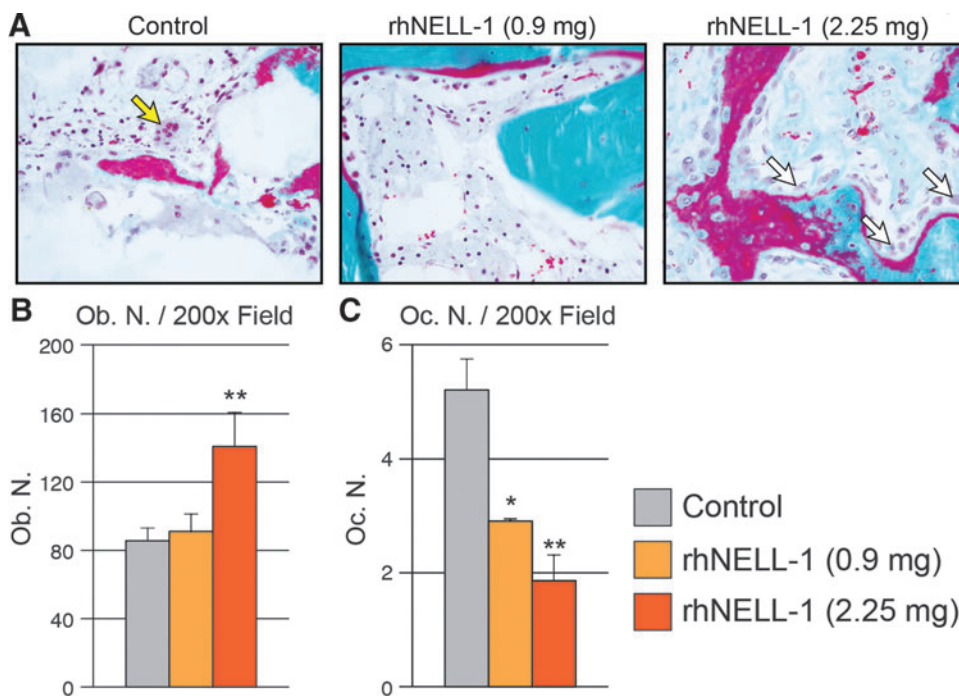 A
Control
rhNELL-1 (0.9 mg)
rhNELL-1 (2.25 mg)
B
Ob. N. / 200x Field
Ob. N.
200
160
120
80
40
0
**
C
Oc. N. / 200x Field
Oc. N.
6
4
2
0
*
**
Control
rhNELL-1 (0.9 mg)
rhNELL-1 (2.25 mg)